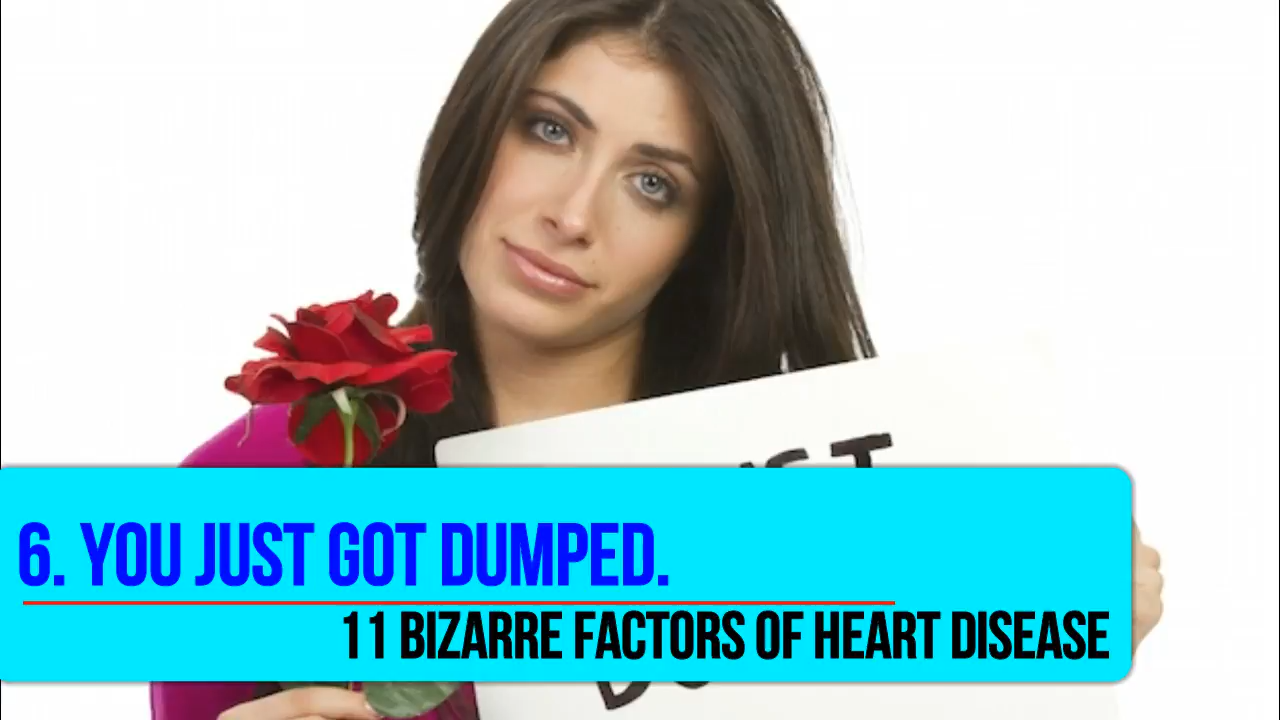 6. YOU JUST GOT DUMPED.
11 BIZARRE FACTORS OF HEART DISEASE